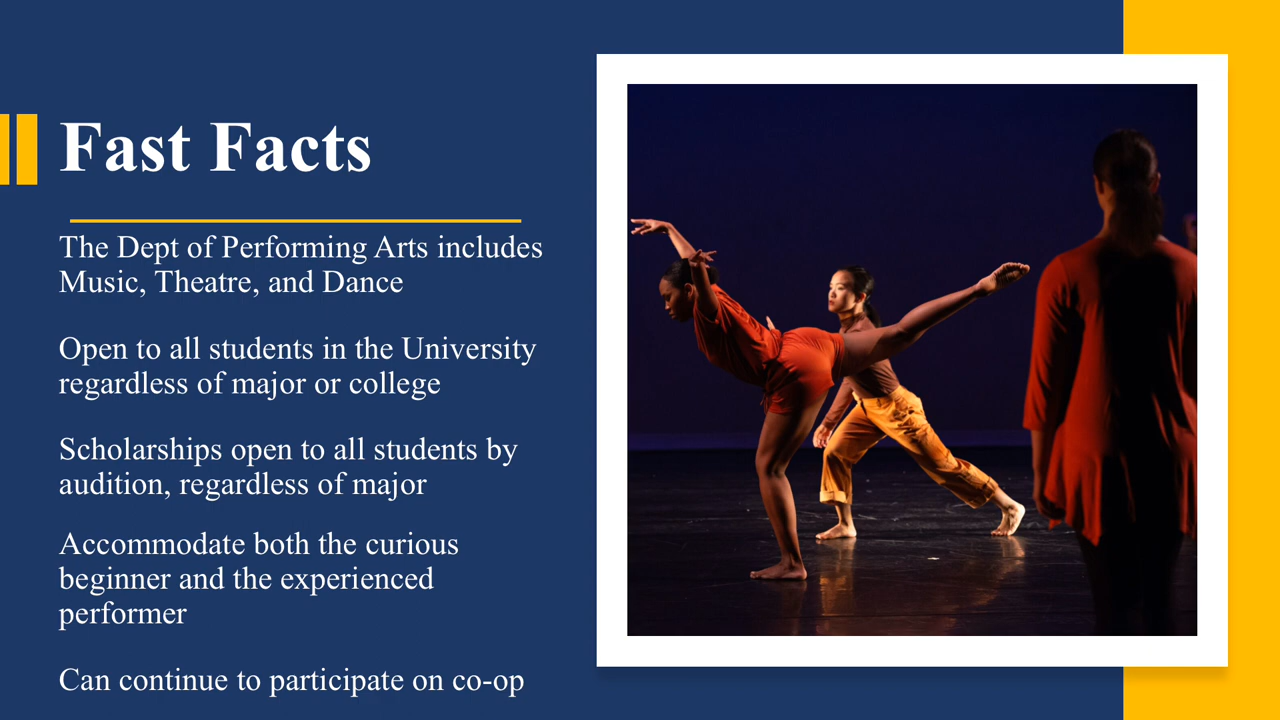 Fast Facts
The Dept of Performing Arts includes
Music, Theatre, and Dance
Open to all students in the University
regardless of major or college
Scholarships open to all students by
audition, regardless of major
Accommodate both the curious
beginner and the experienced
performer
Can continue to participate on co-op